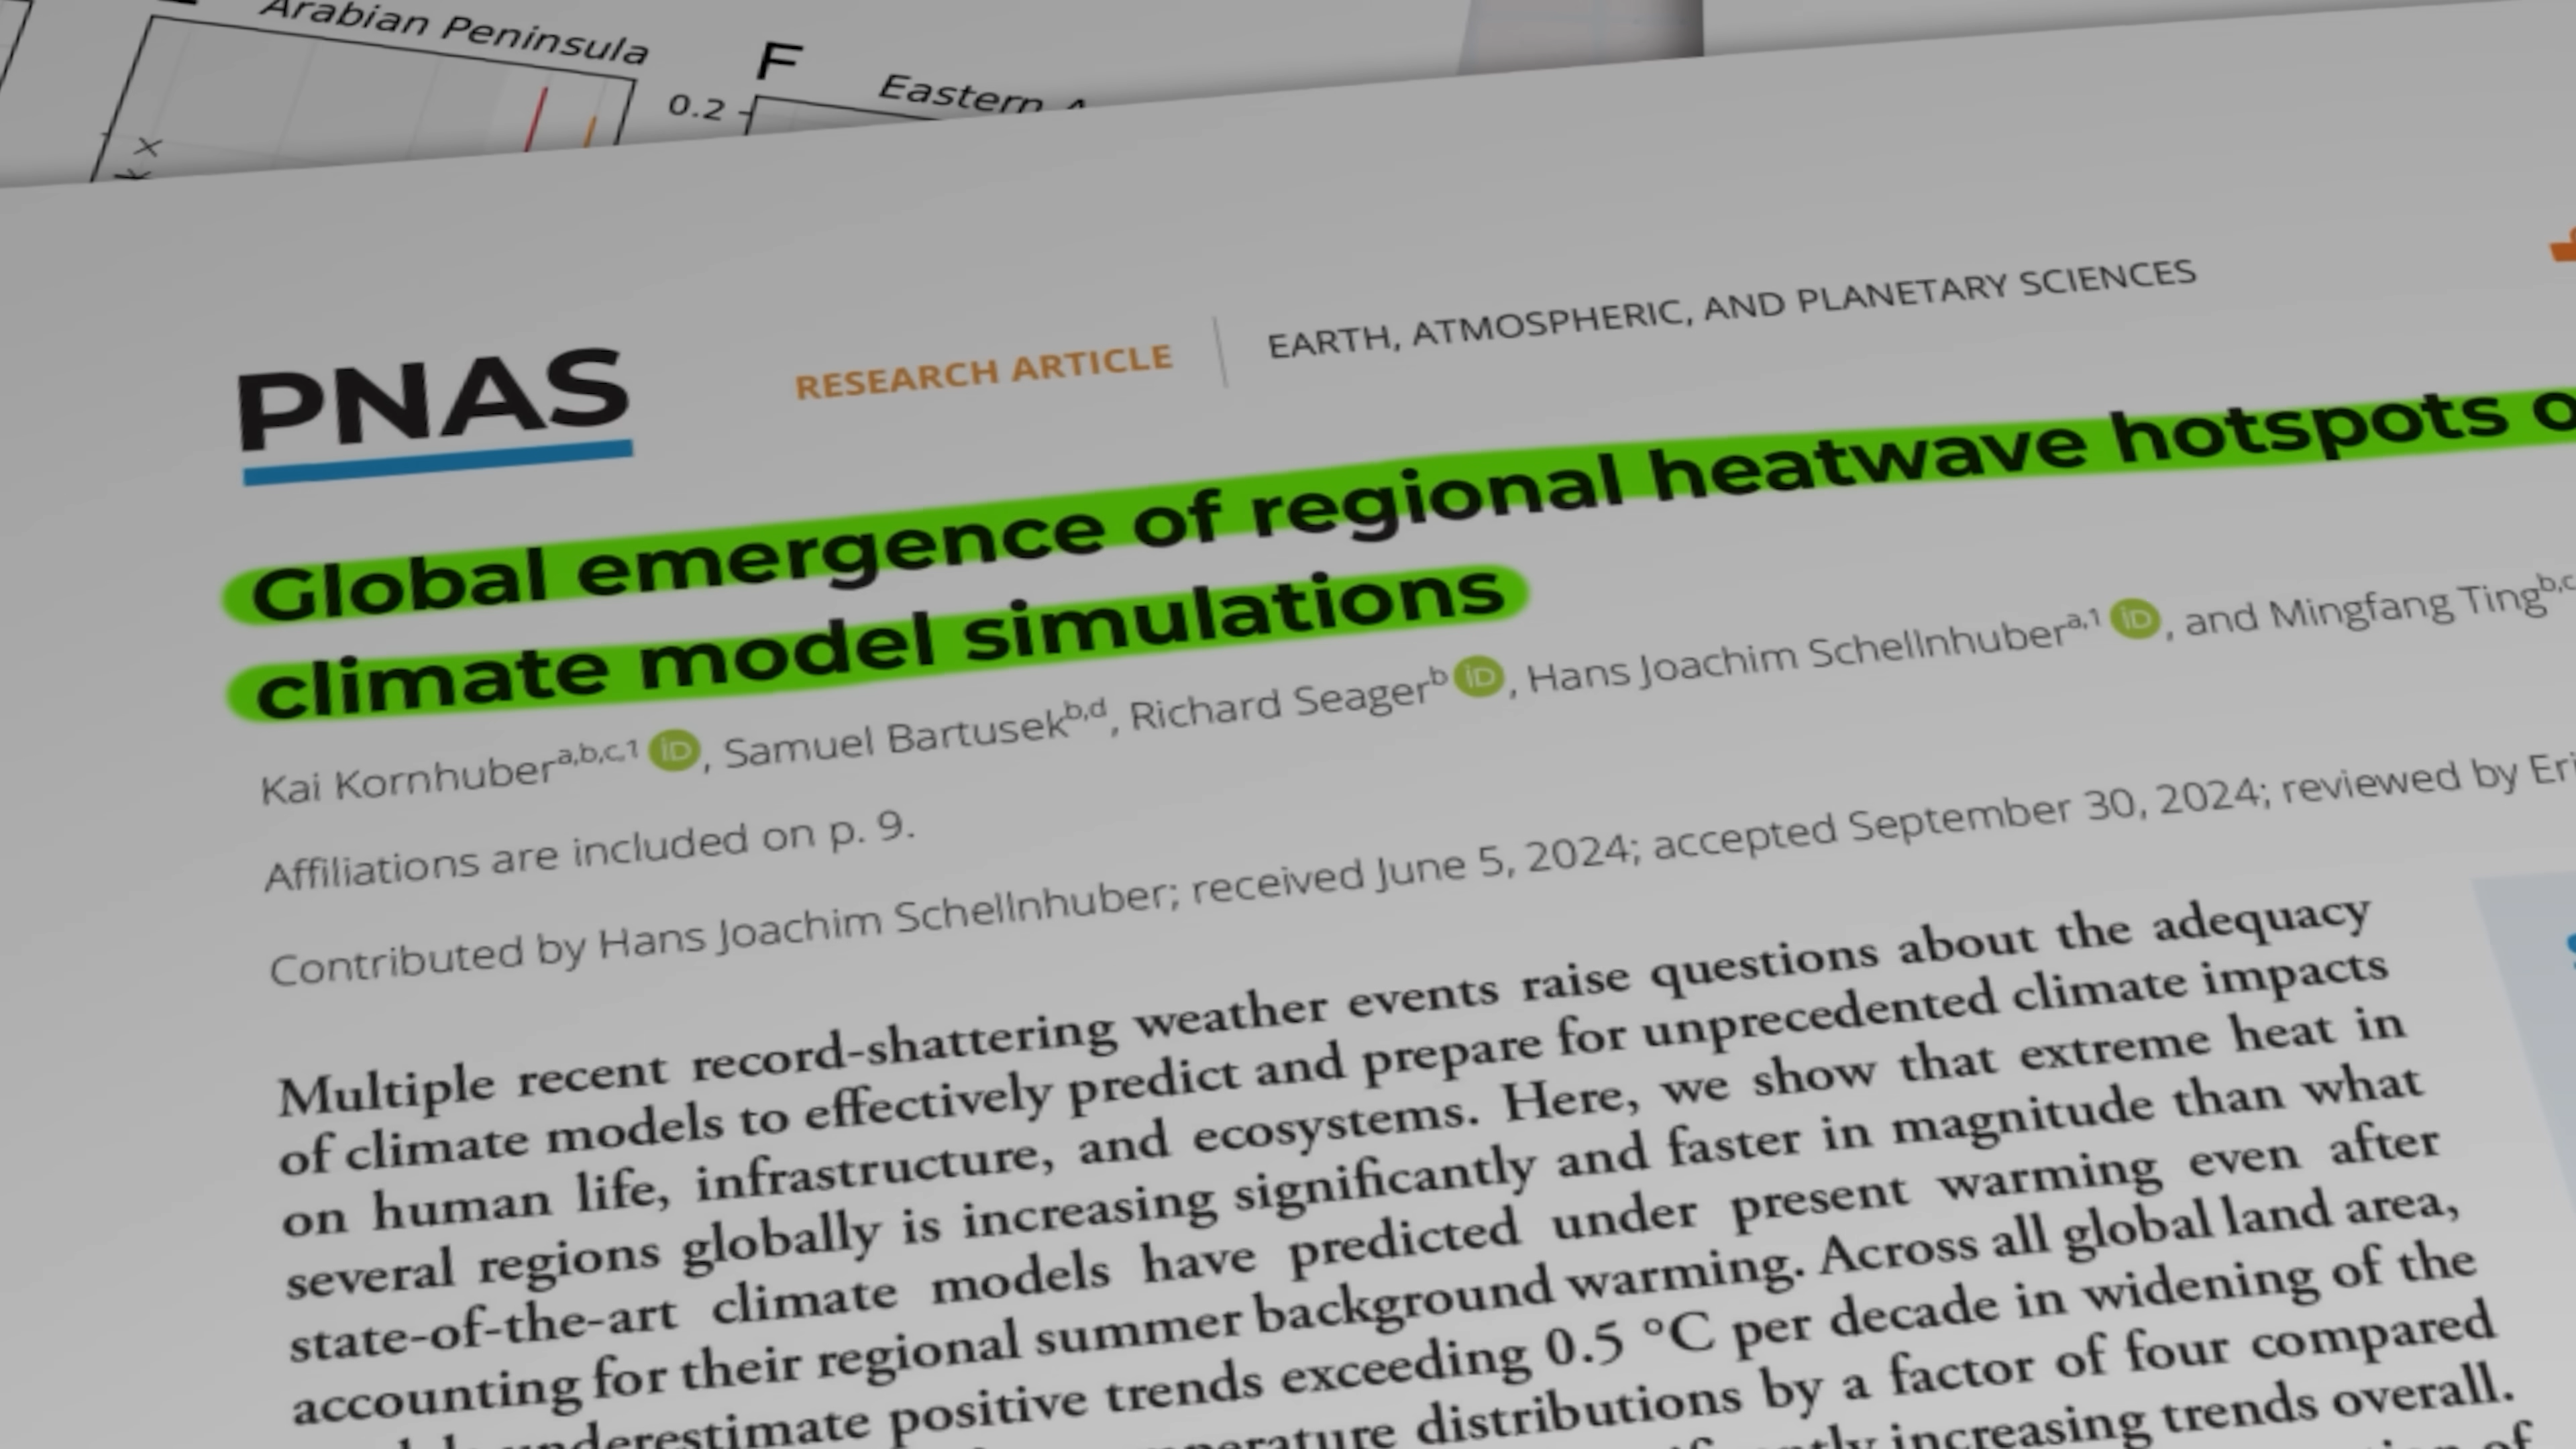 Arabian Peninsula
F
Eastern
0.2
PNAS
RESEARCH ARTICLE
EARTH, ATMOSPHERIC, AND PLANETARY SCIENCES
Global emergence of regional heatwave hotspots
climate model simulations
Kai Kornhuber a,b,c,1 iD, Samuel Bartusek b,d, Richard Seager b iD, Hans Joachim Schellnhuber a,1 iD, and Mingfang Ting b,c
Affiliations are included on p. 9.
Contributed by Hans Joachim Schellnhuber; received June 5, 2024; accepted September 30, 2024; reviewed by
Multiple recent record-shattering weather events raise questions about the adequacy
of climate models to effectively predict and prepare for unprecedented climate impacts
on human life, infrastructure, and ecosystems. Here, we show that extreme heat in
several regions globally is increasing significantly and faster in magnitude than what
state-of-the-art climate models have predicted under present warming even after
accounting for their regional summer background warming. Across all global land area,
underestimate positive trends exceeding 0.5 °C per decade in widening of the
distributions by a factor of four compared
increasing trends overall.
of